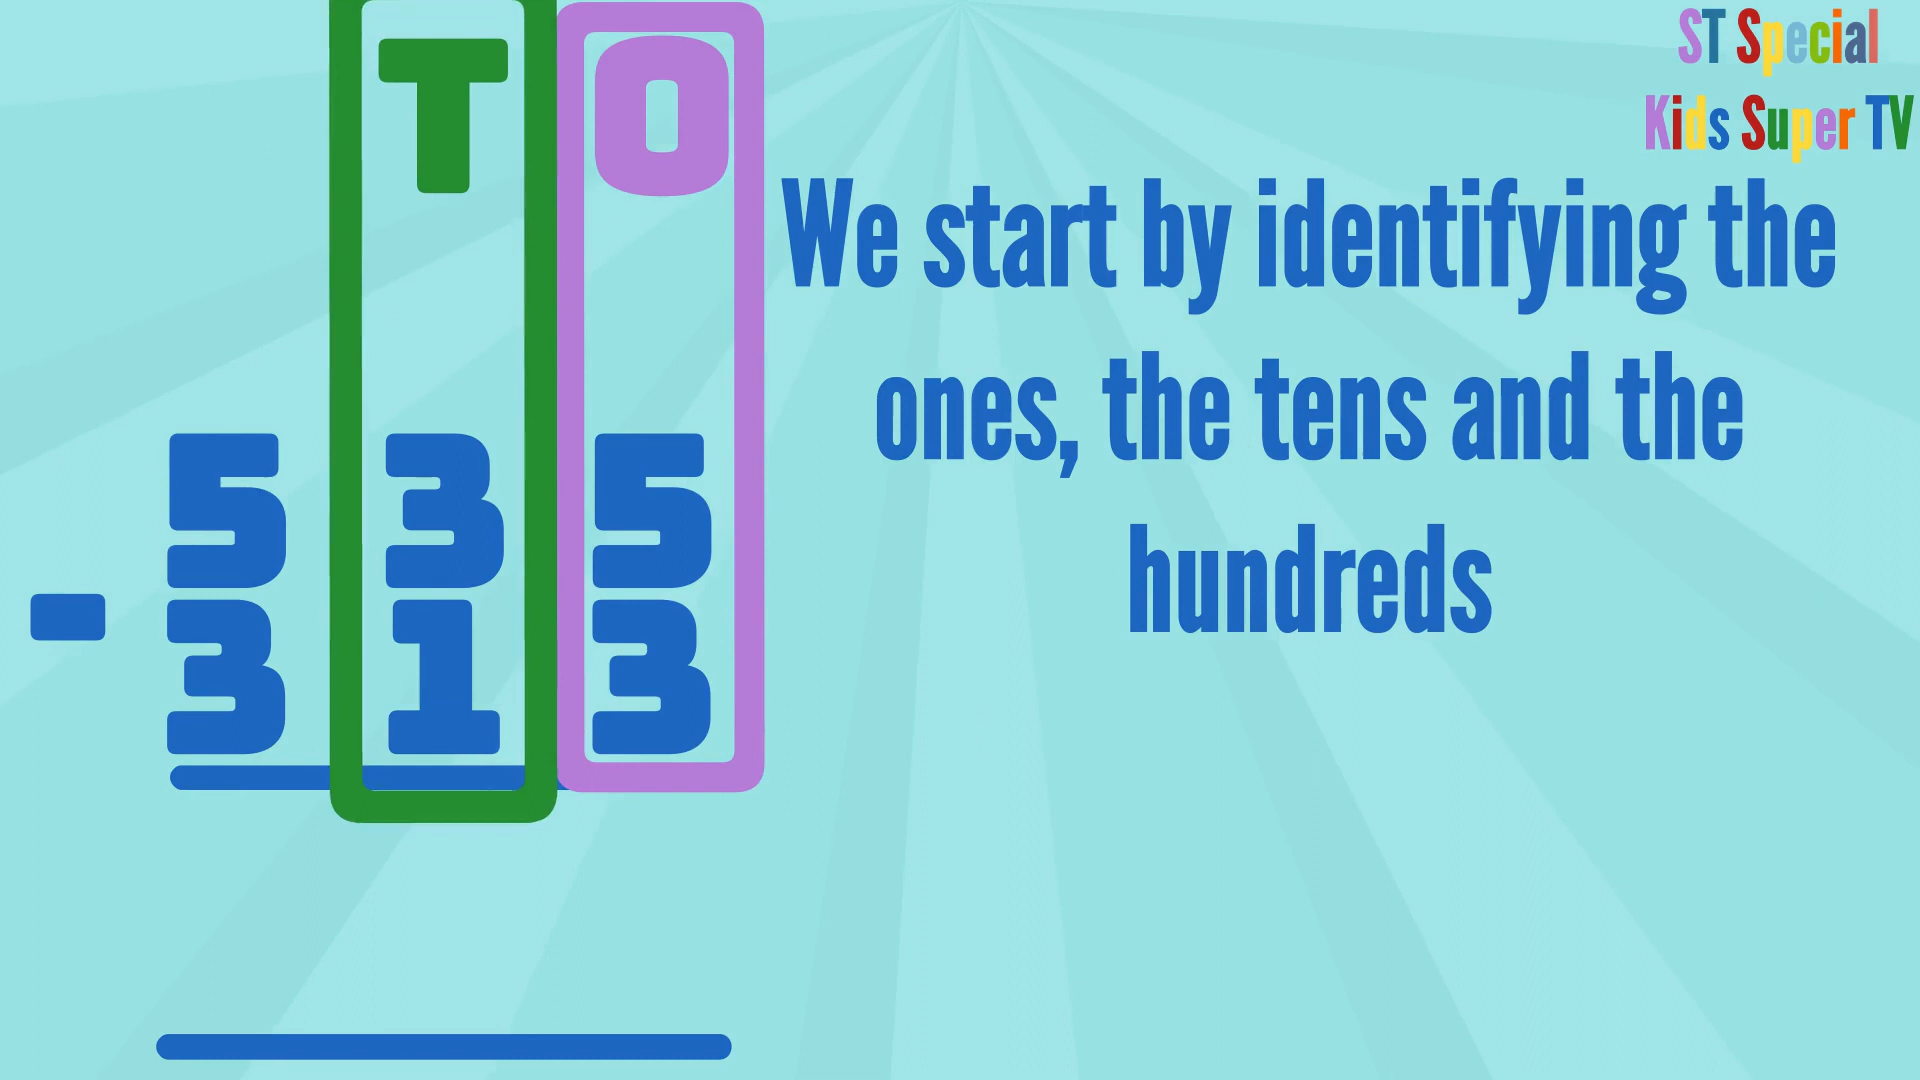 ST Special
Kids Super TV
T O
5 3 5
- 3 1 3
We start by identifying the
ones, the tens and the
hundreds